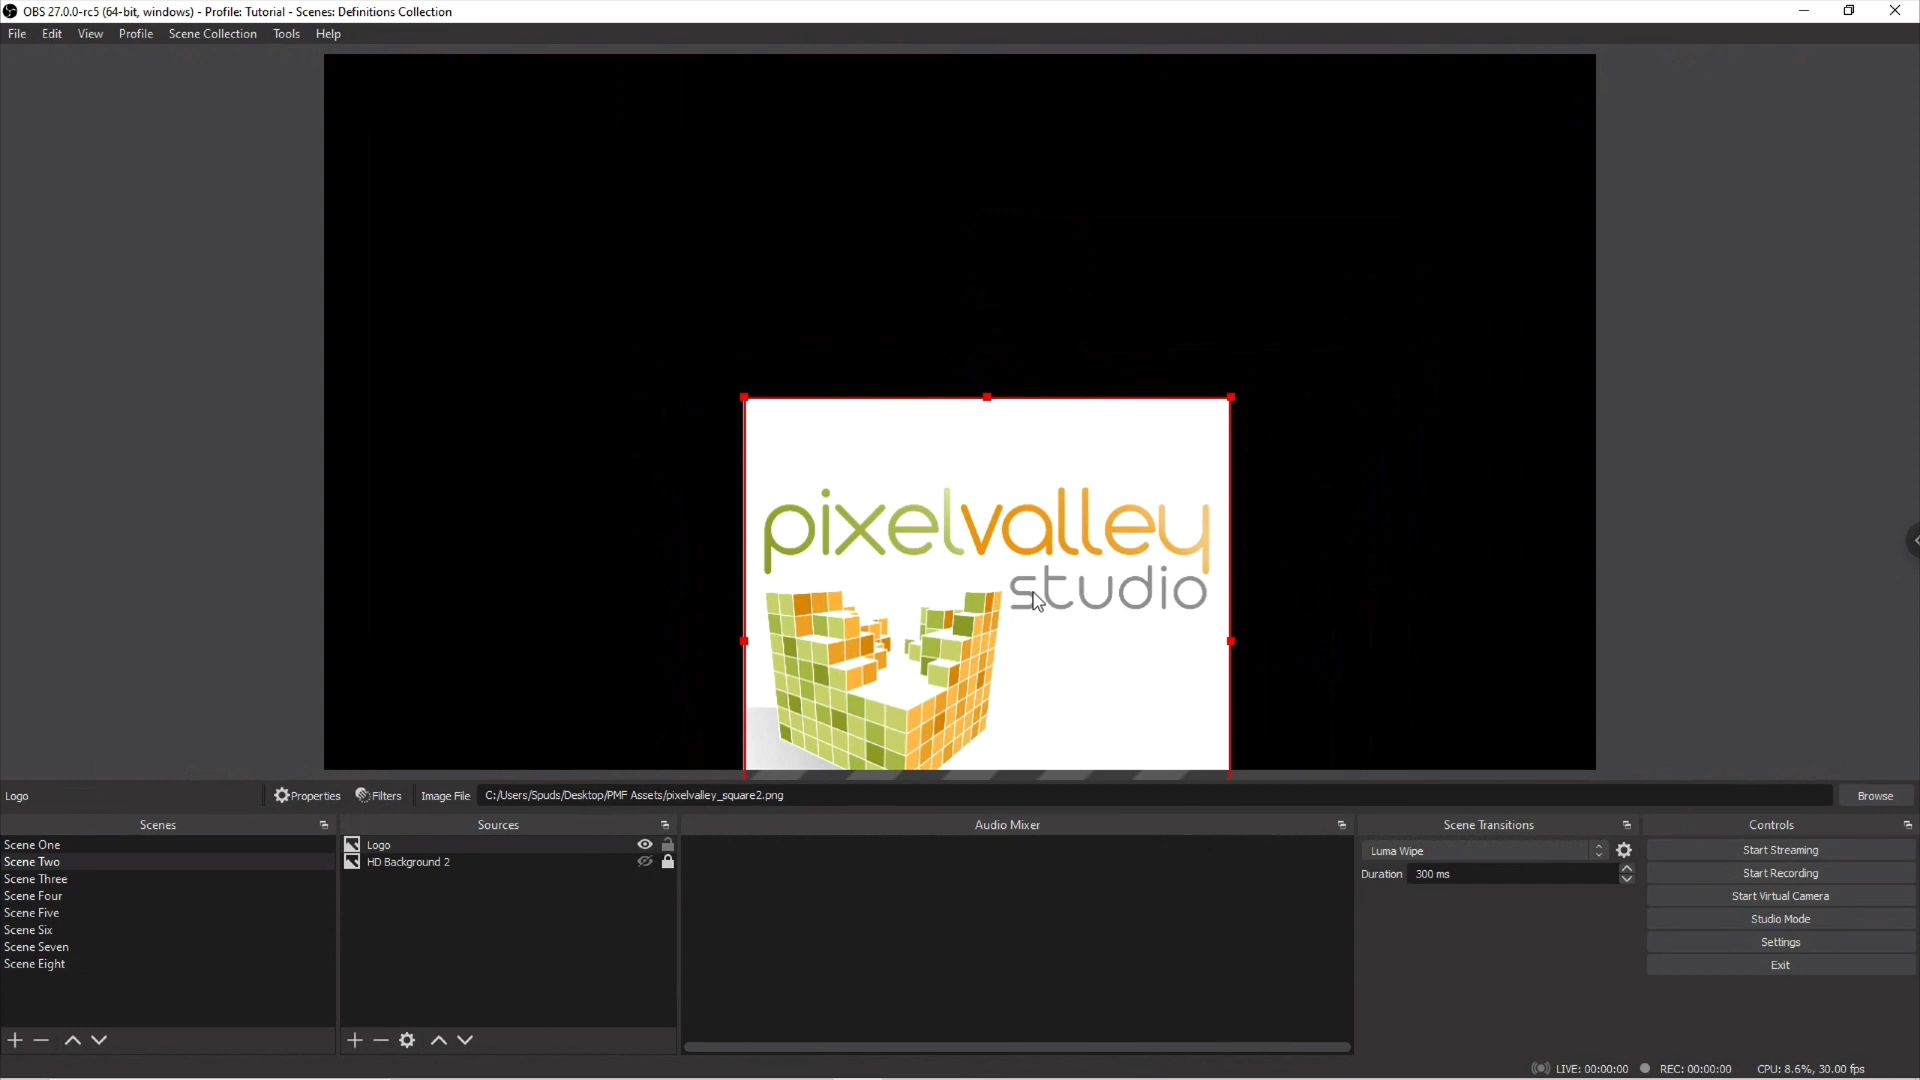 OBS 27.0.0-rc5 (64-bit, windows) - Profile: Tutorial - Scenes: Definitions Collection
File Edit View Profile Scene Collection Tools Help
pixelvalley
studio
Logo Properties Filters Image File C:/Users/Spuds/Desktop/PMF Assets/pixelvalley_square2.png Browse
Scenes
Scene One
Scene Two
Scene Three
Scene Four
Scene Five
Scene Six
Scene Seven
Scene Eight
Sources
Logo
HD Background 2
Audio Mixer
Scene Transitions
Luma Wipe
Duration 300 ms
Controls
Start Streaming
Start Recording
Start Virtual Camera
Studio Mode
Settings
Exit
LIVE: 00:00:00 REC: 00:00:00 CPU: 8.6%, 30.00 fps